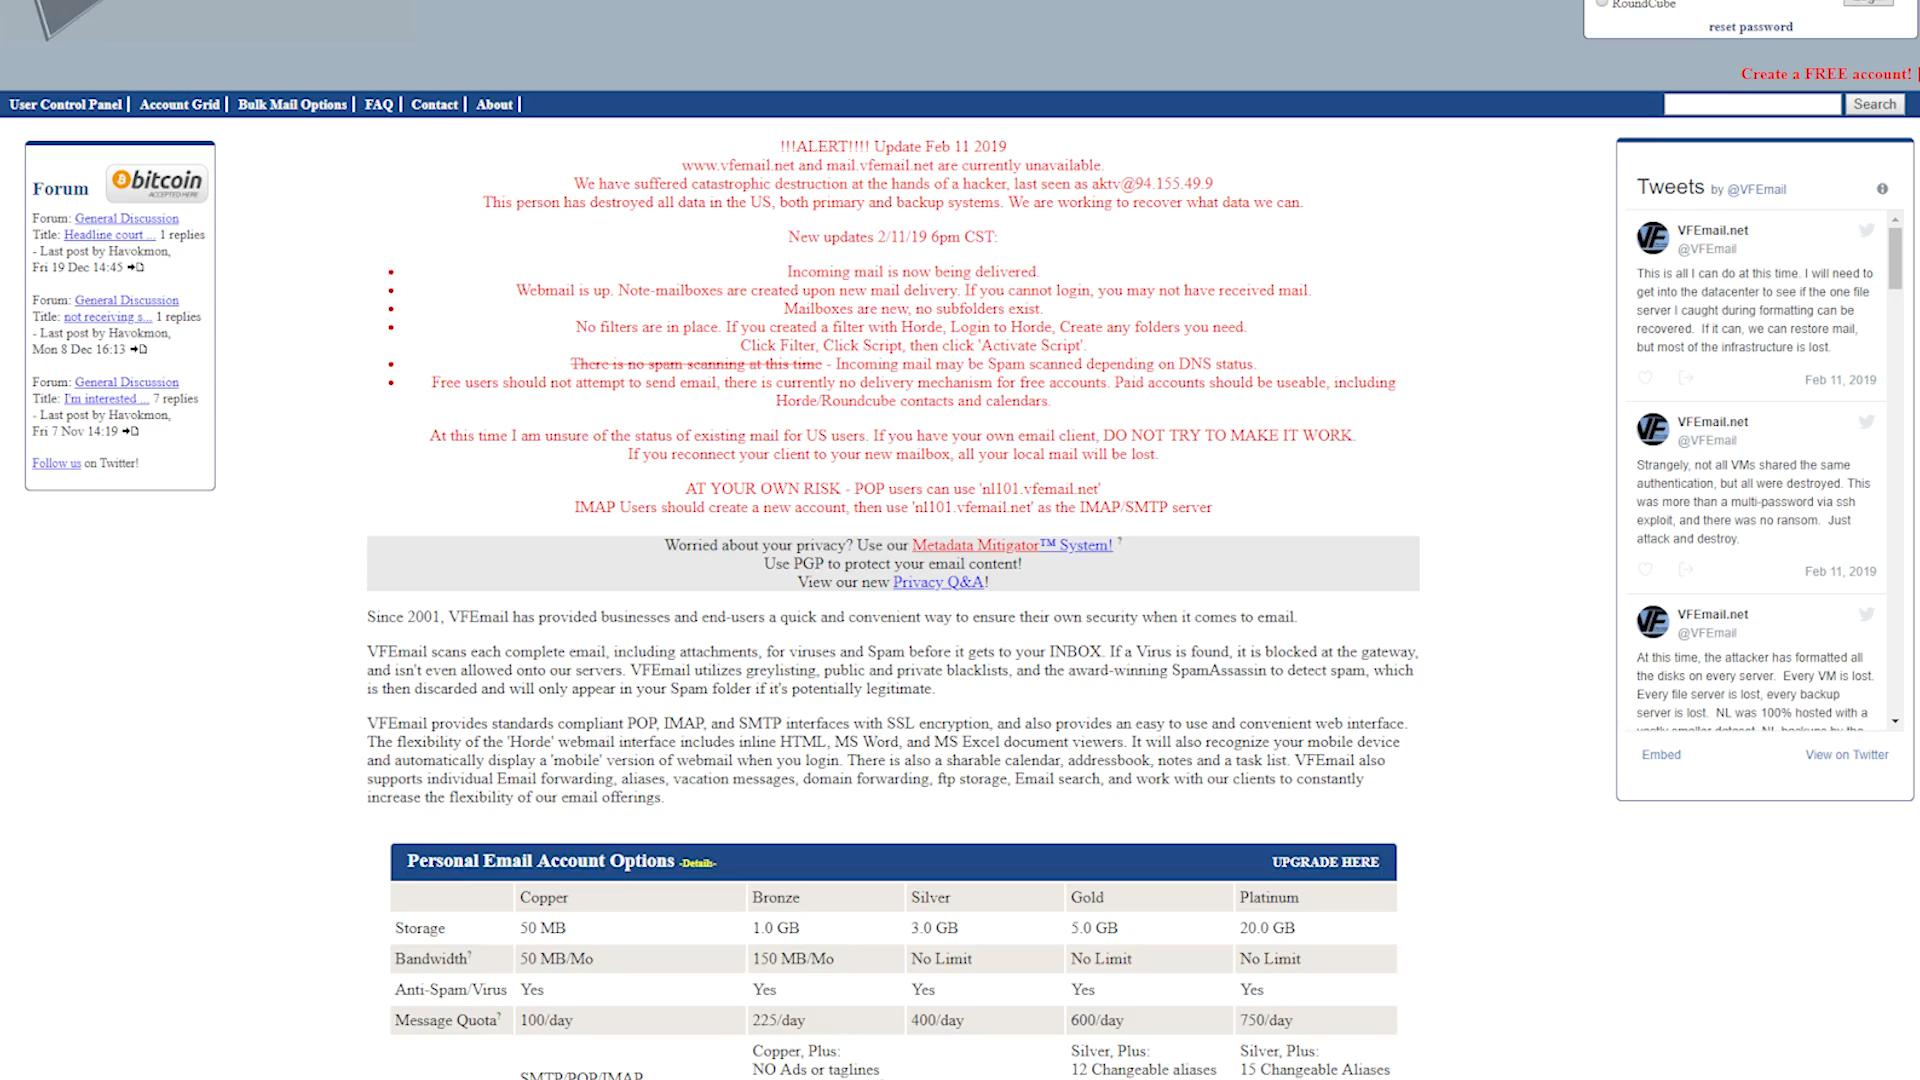 RoundCube
reset password
Create a FREE account! |
User Control Panel | Account Grid | Bulk Mail Options | FAQ | Contact | About |
Search
Forum
bitcoin
ACCEPTED HERE
Forum: General Discussion
Title: Headline court ... 1 replies
- Last post by Havokmon,
Fri 19 Dec 14:45
Forum: General Discussion
Title: not receiving s... 1 replies
- Last post by Havokmon,
Mon 8 Dec 16:13
Forum: General Discussion
Title: I'm interested ... 7 replies
- Last post by Havokmon,
Fri 7 Nov 14:19
Follow us on Twitter!
!!!ALERT!!!! Update Feb 11 2019
www.vfemail.net and mail.vfemail.net are currently unavailable.
We have suffered catastrophic destruction at the hands of a hacker, last seen as aktv@94.155.49.9
This person has destroyed all data in the US, both primary and backup systems. We are working to recover what data we can.
New updates 2/11/19 6pm CST:
Incoming mail is now being delivered.
Webmail is up. Note-mailboxes are created upon new mail delivery. If you cannot login, you may not have received mail.
Mailboxes are new, no subfolders exist.
No filters are in place. If you created a filter with Horde, Login to Horde, Create any folders you need.
Click Filter, Click Script, then click 'Activate Script'.
There is no spam scanning at this time - Incoming mail may be Spam scanned depending on DNS status.
Free users should not attempt to send email, there is currently no delivery mechanism for free accounts. Paid accounts should be useable, including
Horde/Roundcube contacts and calendars.
At this time I am unsure of the status of existing mail for US users. If you have your own email client, DO NOT TRY TO MAKE IT WORK.
If you reconnect your client to your new mailbox, all your local mail will be lost.
AT YOUR OWN RISK - POP users can use 'nl101.vfemail.net'
IMAP Users should create a new account, then use 'nl101.vfemail.net' as the IMAP/SMTP server
Worried about your privacy? Use our Metadata Mitigator™ System! ?
Use PGP to protect your email content!
View our new Privacy Q&A!
Since 2001, VFEmail has provided businesses and end-users a quick and convenient way to ensure their own security when it comes to email.
VFEmail scans each complete email, including attachments, for viruses and Spam before it gets to your INBOX. If a Virus is found, it is blocked at the gateway,
and isn't even allowed onto our servers. VFEmail utilizes greylisting, public and private blacklists, and the award-winning SpamAssassin to detect spam, which
is then discarded and will only appear in your Spam folder if it's potentially legitimate.
VFEmail provides standards compliant POP, IMAP, and SMTP interfaces with SSL encryption, and also provides an easy to use and convenient web interface.
The flexibility of the 'Horde' webmail interface includes inline HTML, MS Word, and MS Excel document viewers. It will also recognize your mobile device
and automatically display a 'mobile' version of webmail when you login. There is also a sharable calendar, addressbook, notes and a task list. VFEmail also
supports individual Email forwarding, aliases, vacation messages, domain forwarding, ftp storage, Email search, and work with our clients to constantly
increase the flexibility of our email offerings.
Personal Email Account Options -Details- UPGRADE HERE
Copper Bronze Silver Gold Platinum
Storage 50 MB 1.0 GB 3.0 GB 5.0 GB 20.0 GB
Bandwidth? 50 MB/Mo 150 MB/Mo No Limit No Limit No Limit
Anti-Spam/Virus Yes Yes Yes Yes Yes
Message Quota? 100/day 225/day 400/day 600/day 750/day
Copper, Plus: Silver, Plus: Silver, Plus:
SMTP/POP/IMAP NO Ads or taglines 12 Changeable aliases 15 Changeable Aliases
Tweets by @VFEmail
VFEmail.net
@VFEmail
This is all I can do at this time. I will need to
get into the datacenter to see if the one file
server I caught during formatting can be
recovered. If it can, we can restore mail,
but most of the infrastructure is lost.
Feb 11, 2019
VFEmail.net
@VFEmail
Strangely, not all VMs shared the same
authentication, but all were destroyed. This
was more than a multi-password via ssh
exploit, and there was no ransom. Just
attack and destroy.
Feb 11, 2019
VFEmail.net
@VFEmail
At this time, the attacker has formatted all
the disks on every server. Every VM is lost.
Every file server is lost, every backup
server is lost. NL was 100% hosted with a
vastly smaller dataset. NL backups by the
Embed View on Twitter